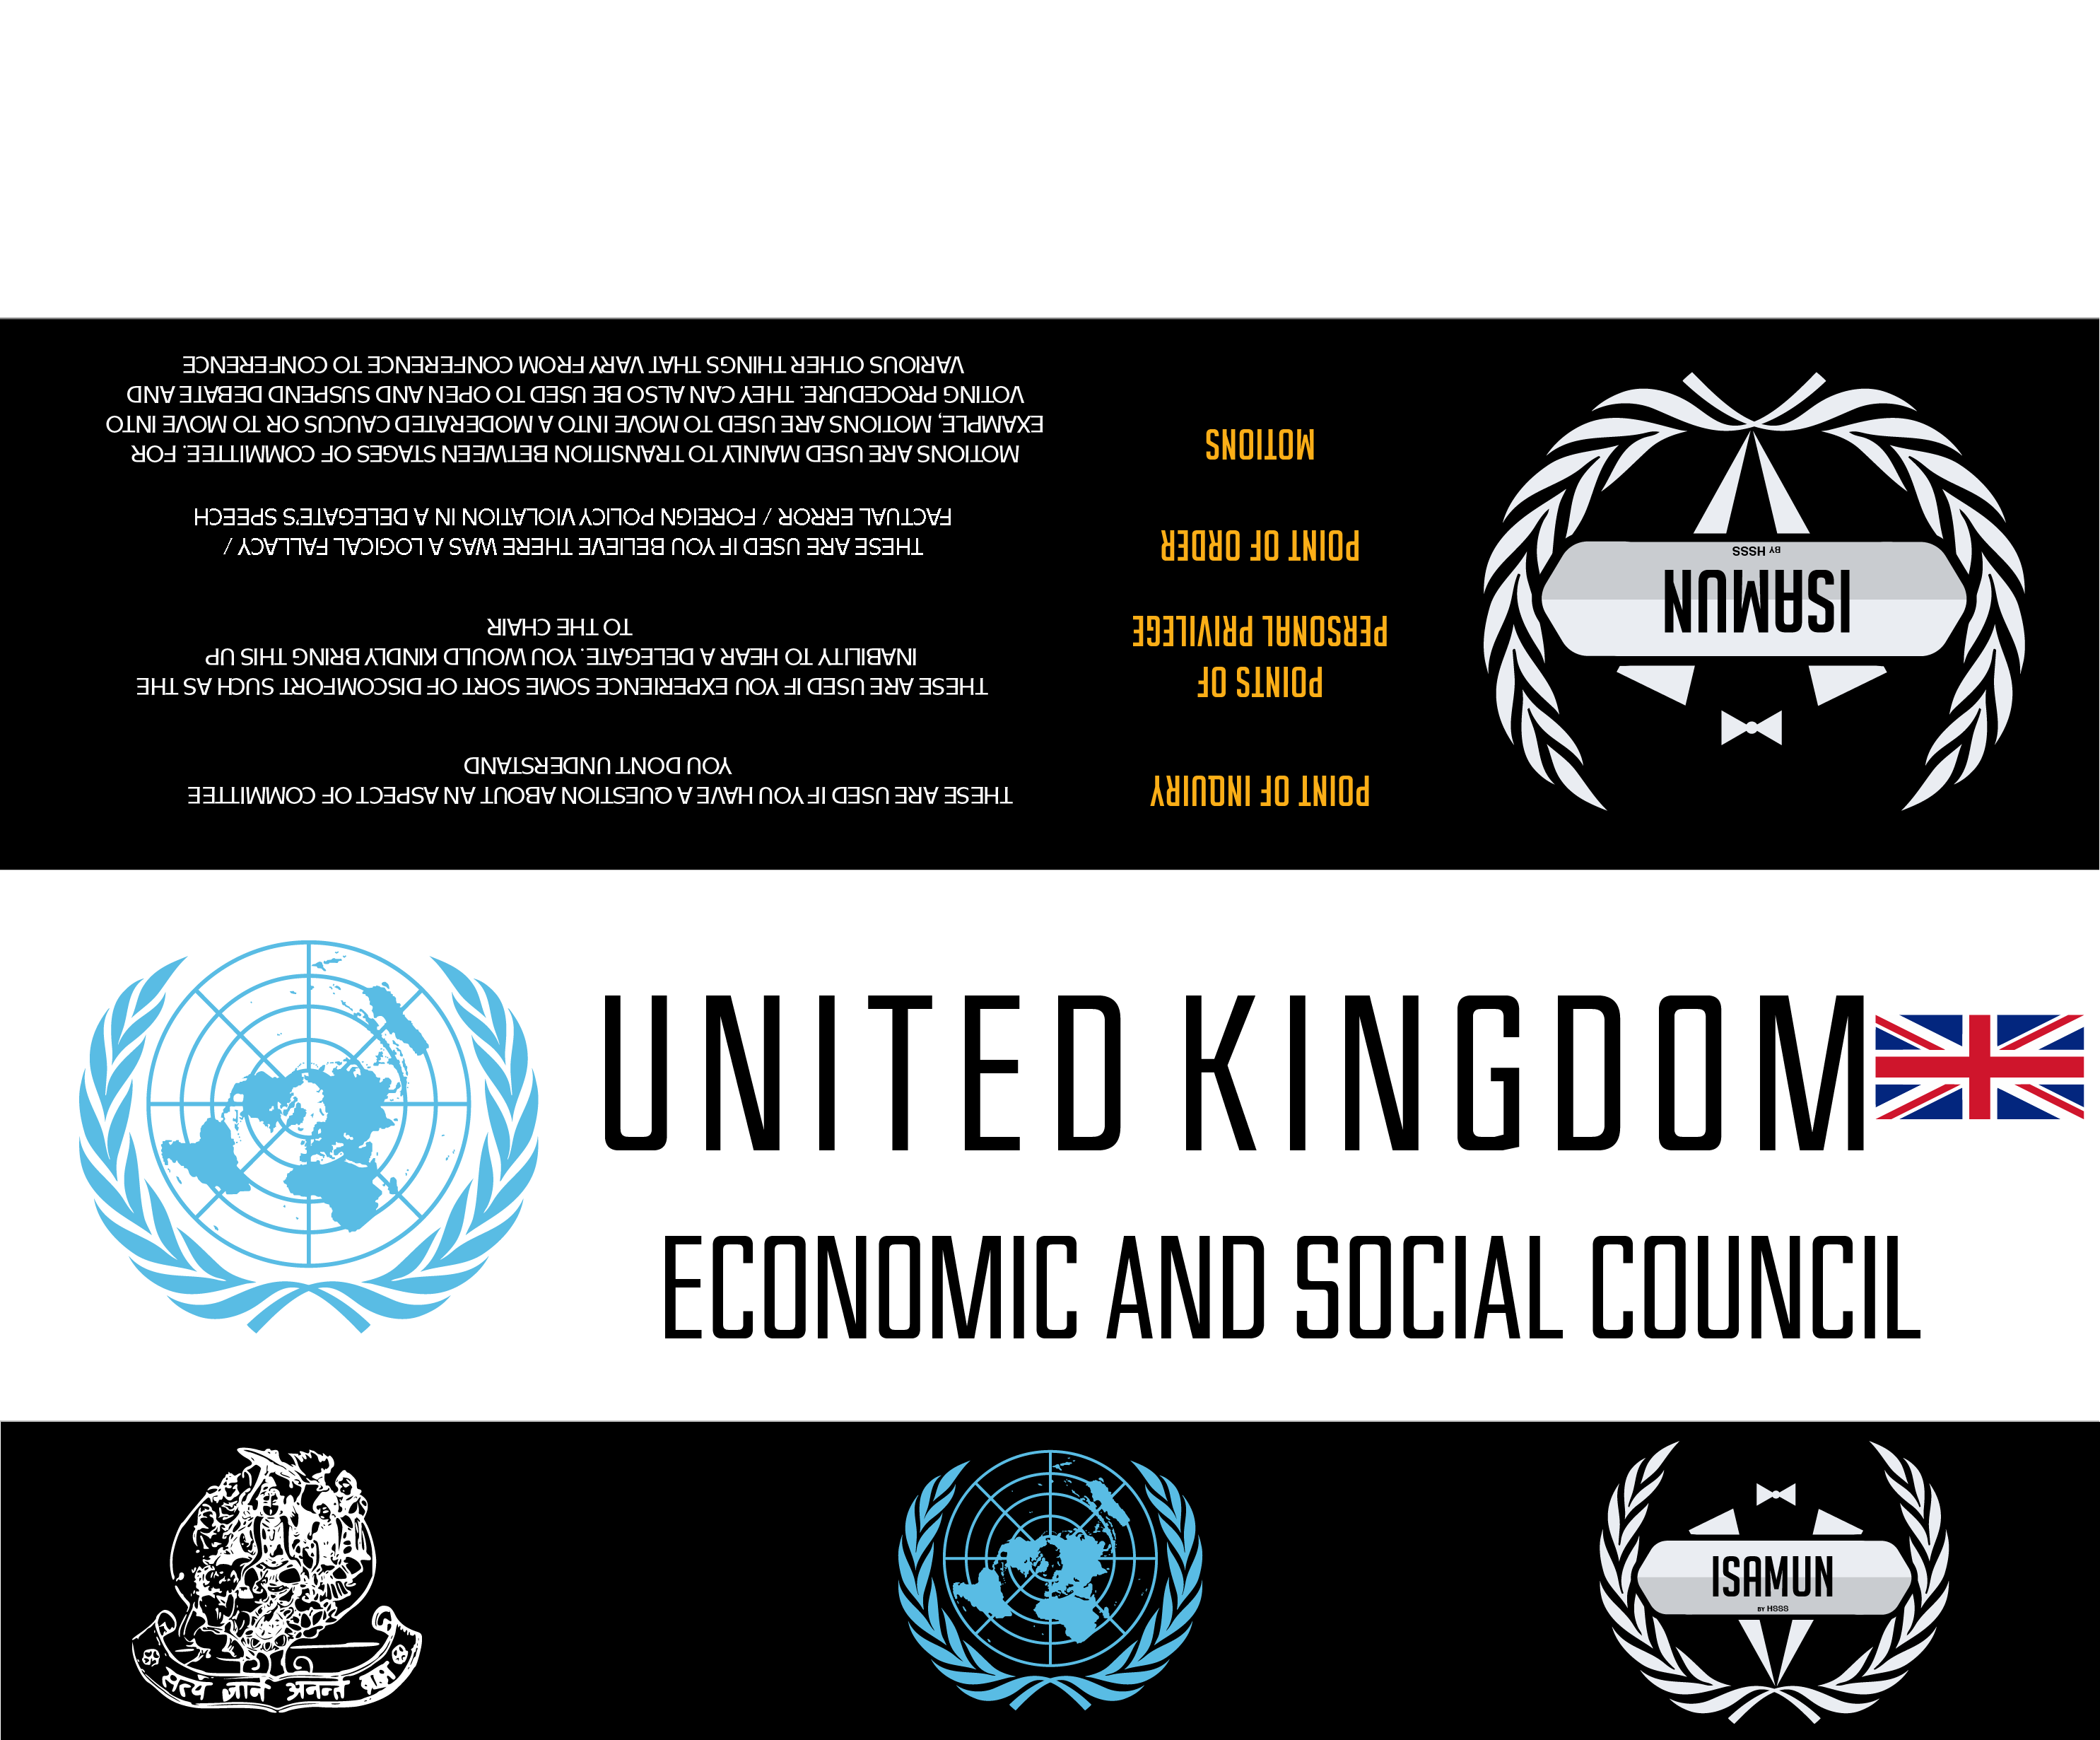 ISAMUN
BY HSSS
POINT OF INQUIRY
THESE ARE USED IF YOU HAVE A QUESTION ABOUT AN ASPECT OF COMMITTEE
YOU DON'T UNDERSTAND
POINTS OF
PERSONAL PRIVILEGE
THESE ARE USED IF YOU EXPERIENCE SOME SORT OF DISCOMFORT SUCH AS THE
INABILITY TO HEAR A DELEGATE. YOU WOULD KINDLY BRING THIS UP
TO THE CHAIR
POINT OF ORDER
THESE ARE USED IF YOU BELIEVE THERE WAS A LOGICAL FALLACY /
FACTUAL ERROR / FOREIGN POLICY VIOLATION IN A DELEGATE'S SPEECH
MOTIONS
MOTIONS ARE USED MAINLY TO TRANSITION BETWEEN STAGES OF COMMITTEE. FOR
EXAMPLE, MOTIONS ARE USED TO MOVE INTO A MODERATED CAUCUS OR TO MOVE INTO
VOTING PROCEDURE. THEY CAN ALSO BE USED TO OPEN AND SUSPEND DEBATE AND
VARIOUS OTHER THINGS THAT VARY FROM CONFERENCE TO CONFERENCE
UNITED KINGDOM
ECONOMIC AND SOCIAL COUNCIL
सत्यं ज्ञानं अनन्तं ब्रह्म
ISAMUN
BY HSSS